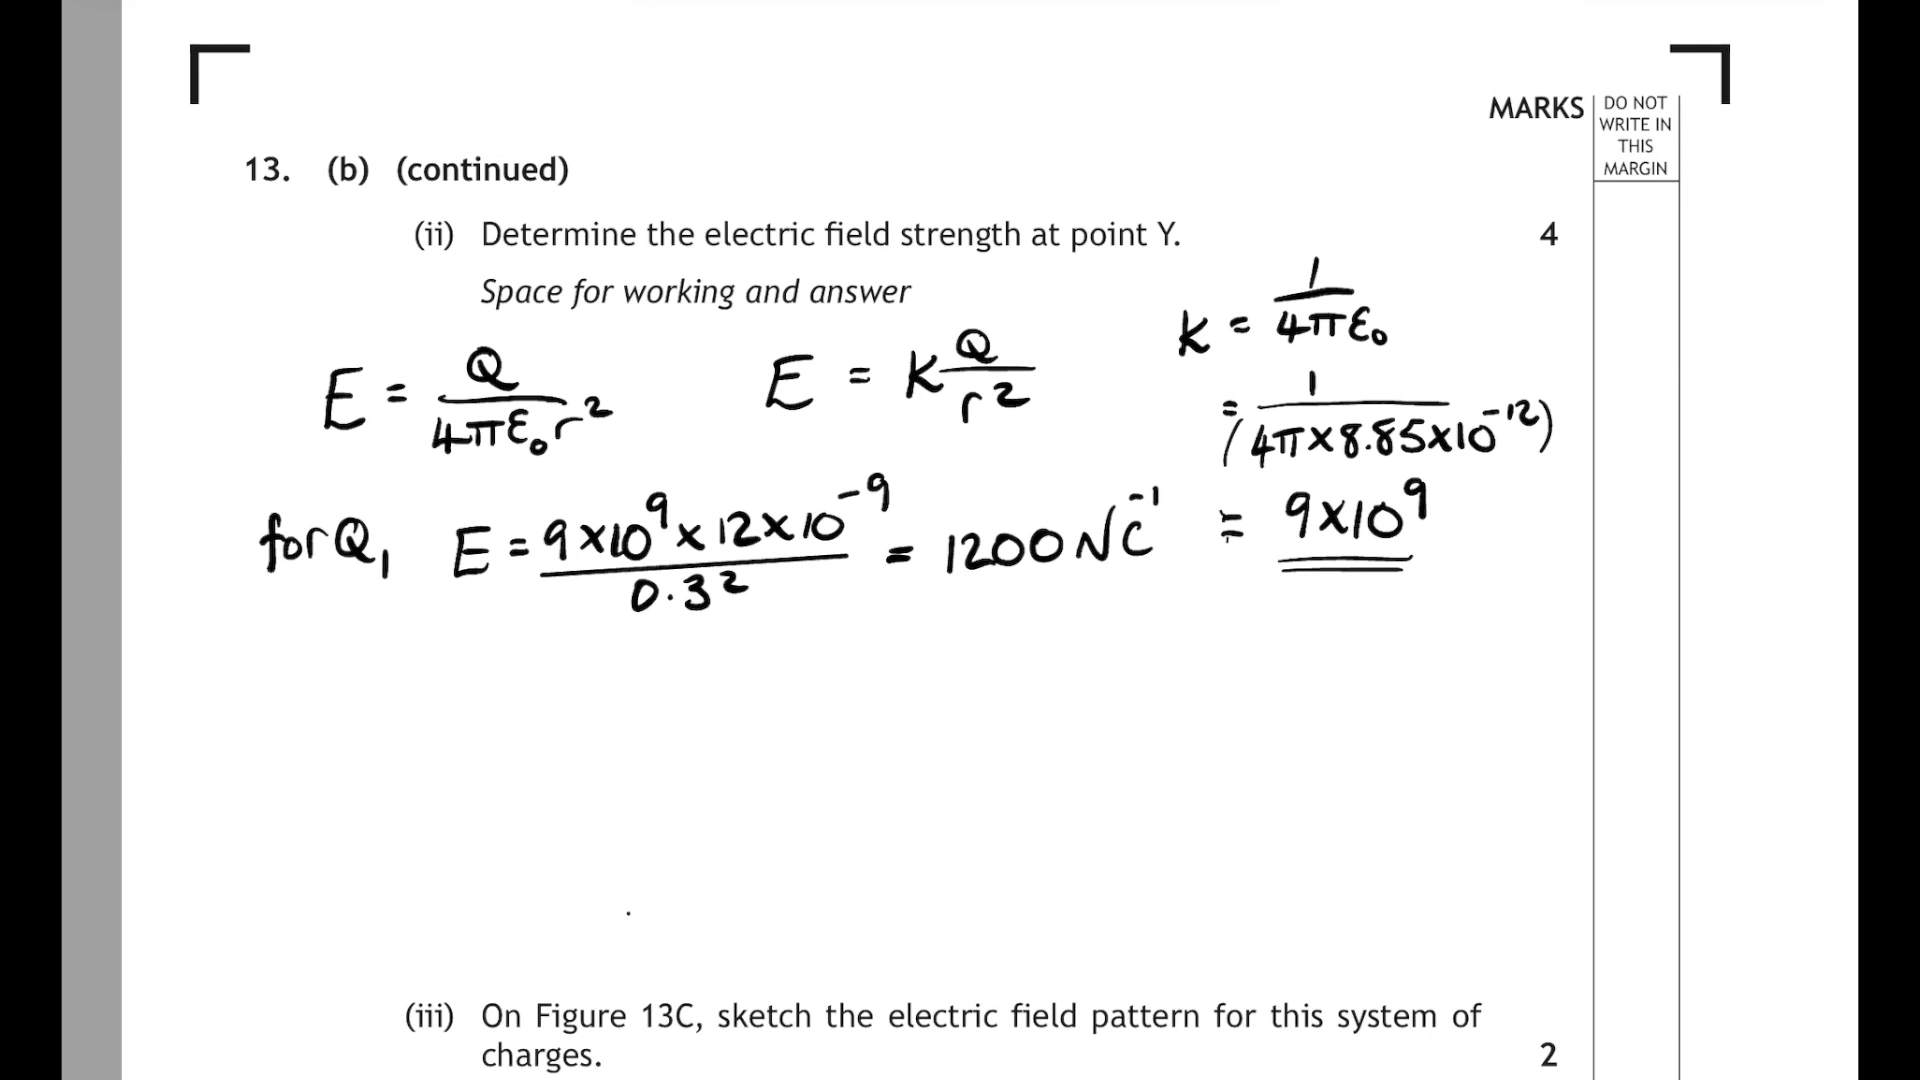 MARKS
DO NOT
WRITE IN
THIS
MARGIN
13. (b) (continued)
(ii) Determine the electric field strength at point Y. 4
Space for working and answer
E = Q / 4πε₀r²
E = k Q / r²
k = 1 / 4πε₀
= 1 / (4π×8.85×10⁻¹²)
for Q₁ E = 9×10⁹×12×10⁻⁹ / 0.3² = 1200 N C⁻¹
= 9×10⁹
(iii) On Figure 13C, sketch the electric field pattern for this system of
charges. 2